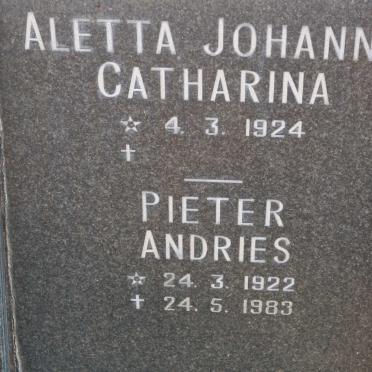 ALETTA JOHANN
CATHARINA
☆ 4. 3. 1924
†
PIETER
ANDRIES
☆ 24. 3. 1922
† 24. 5. 1983